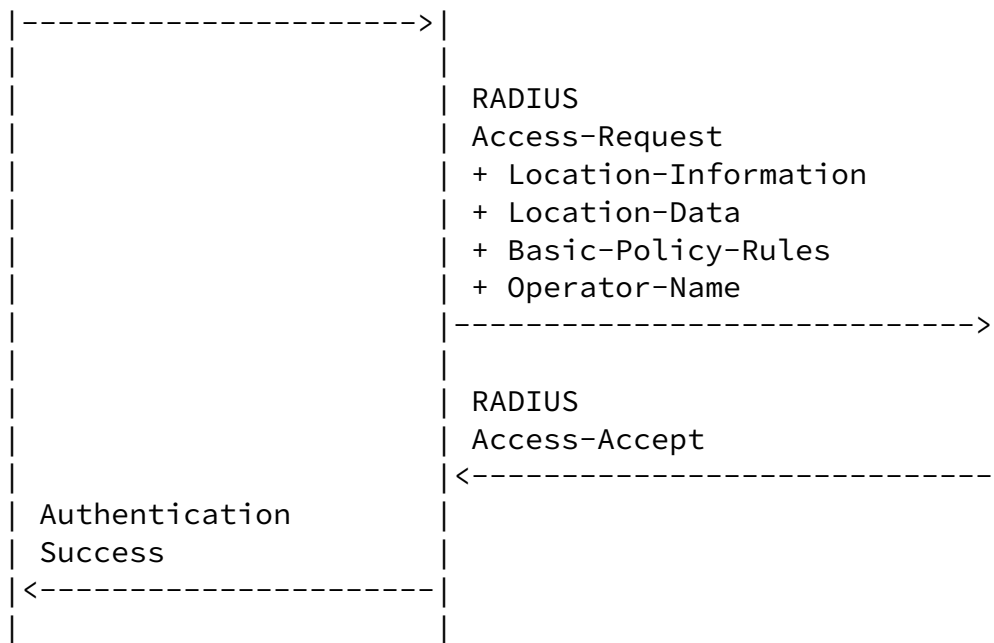 RADIUS
Access-Request
+ Location-Information
+ Location-Data
+ Basic-Policy-Rules
+ Operator-Name
RADIUS
Access-Accept
Authentication
Success